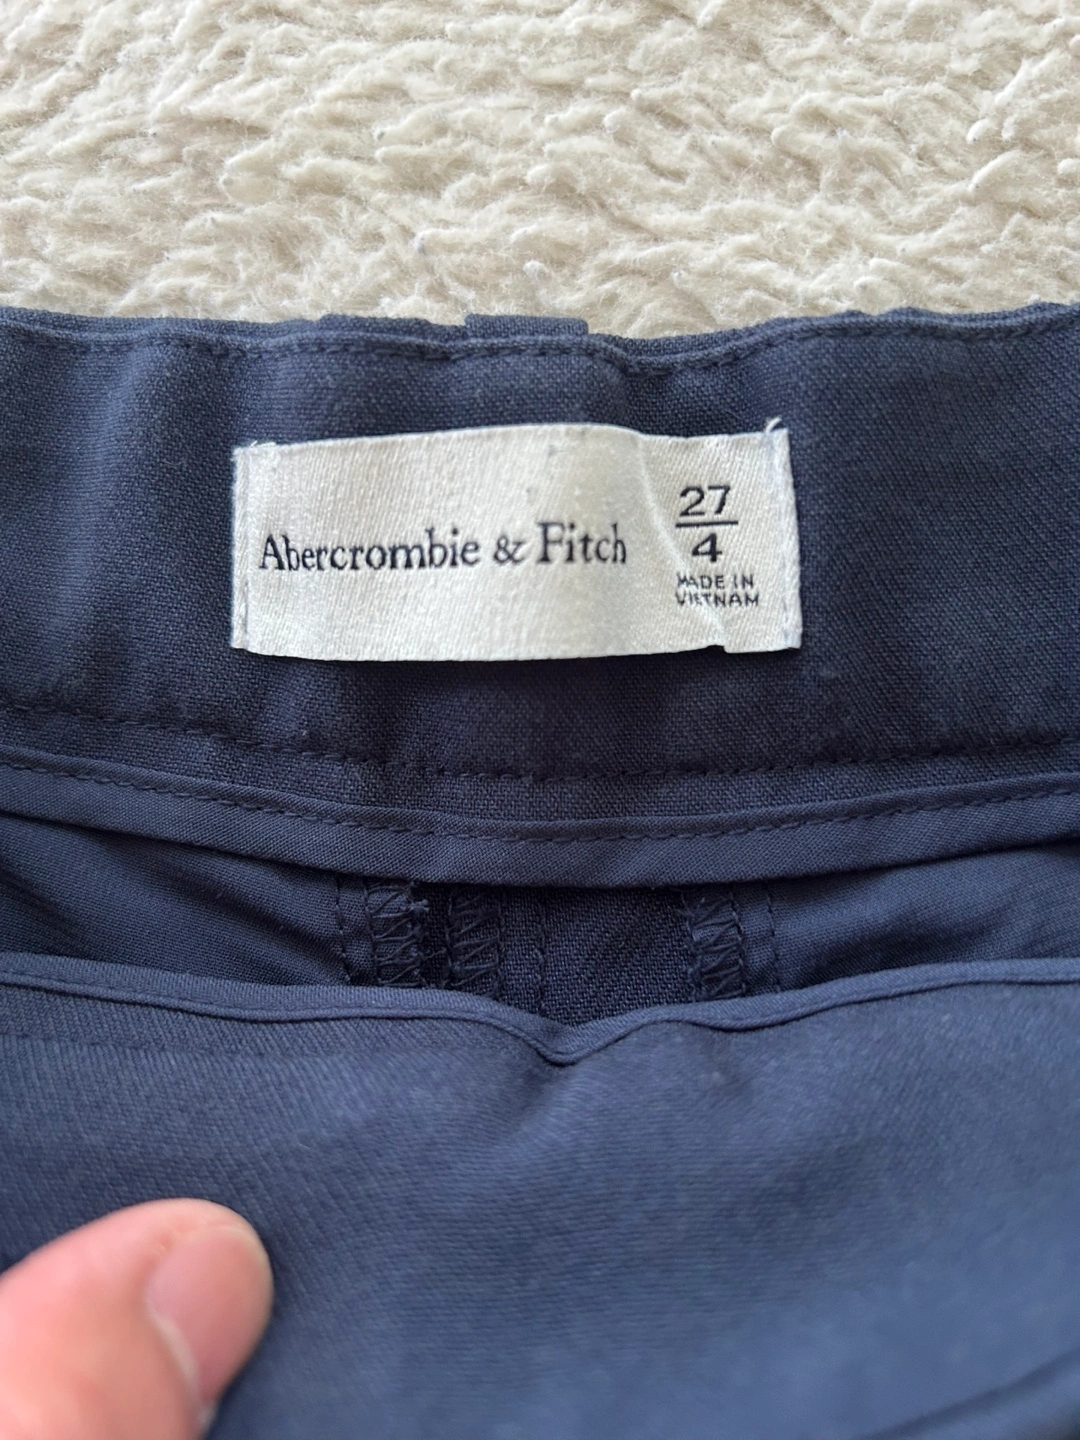 Abercrombie & Fitch
27
4
MADE IN
VIETNAM